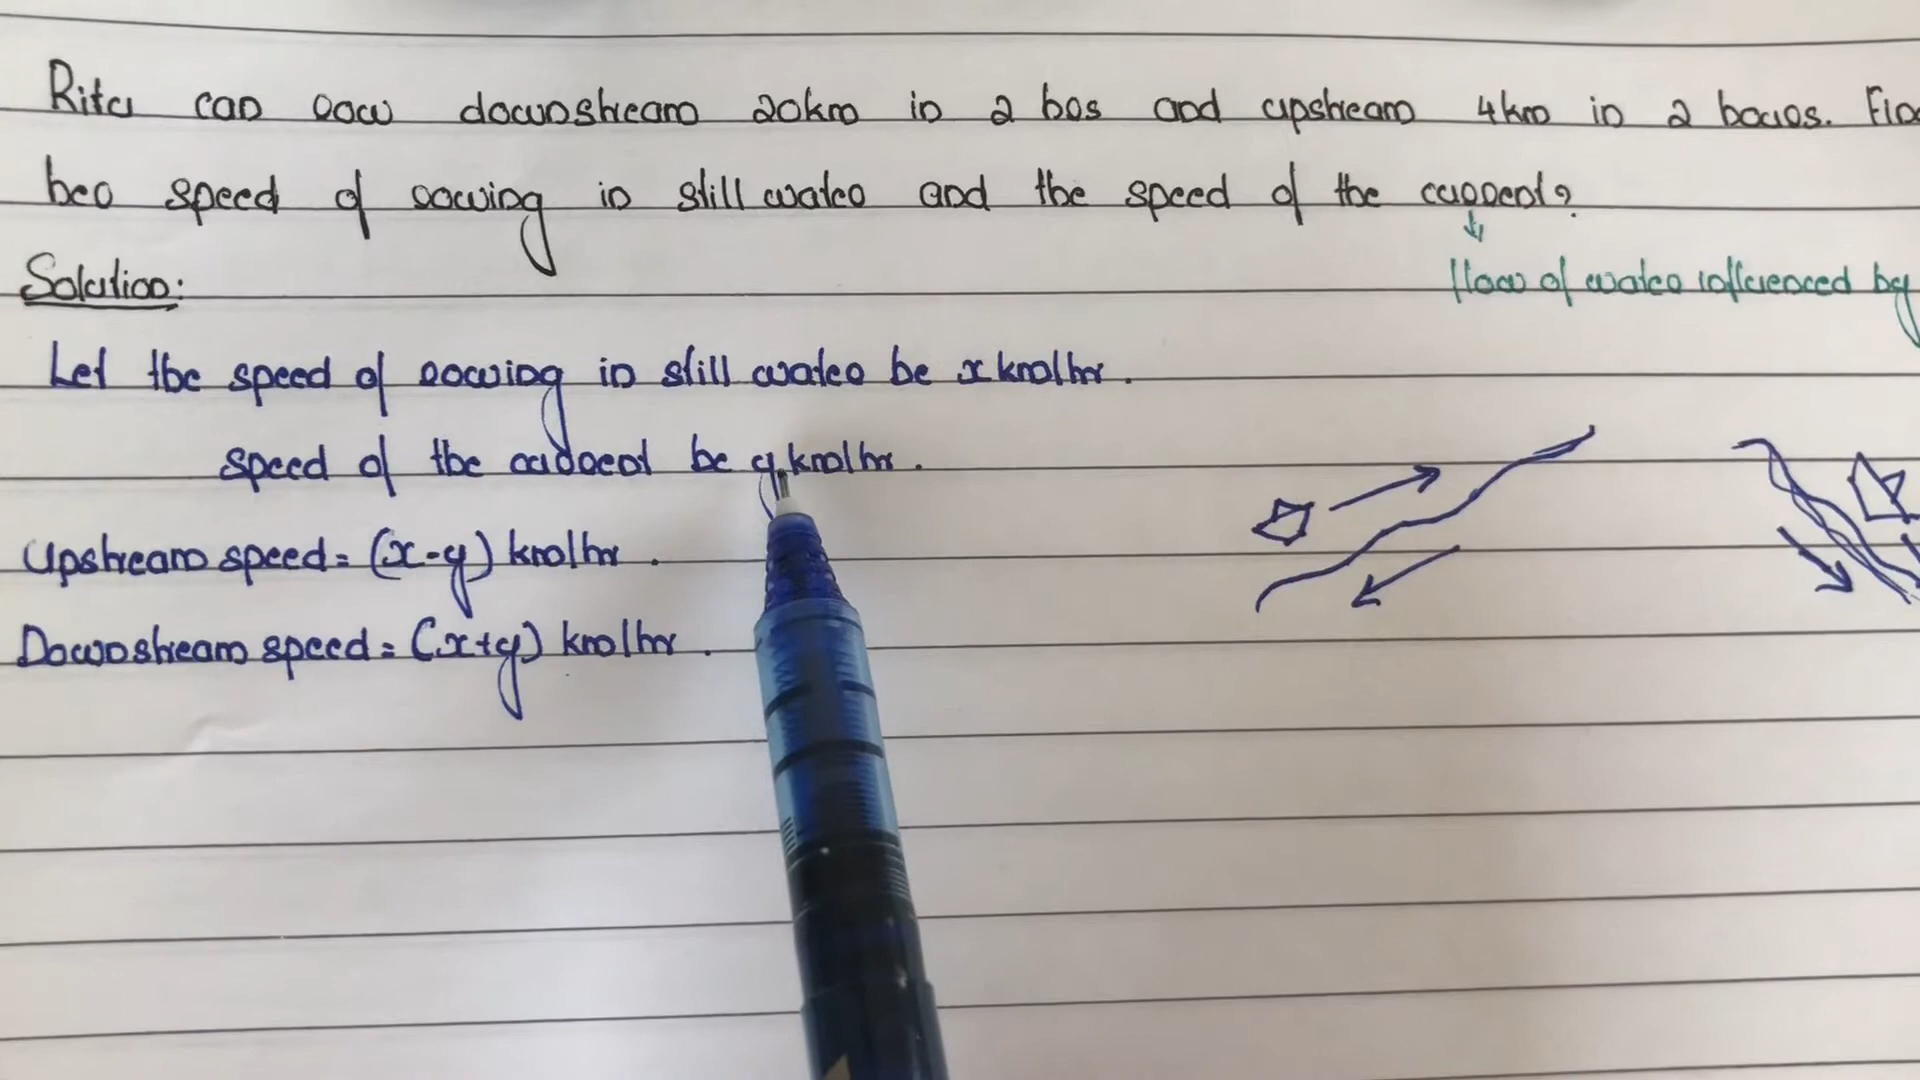 Ritu can row downstream 20km in 2 hrs and upstream 4km in 2 hours.
her speed of rowing in still water and the speed of the current?
flow of water influenced by
Solution:
Let the speed of rowing in still water be x km/hr.
speed of the current be y km/hr.
Upstream speed = (x-y) km/hr.
Downstream speed = (x+y) km/hr.